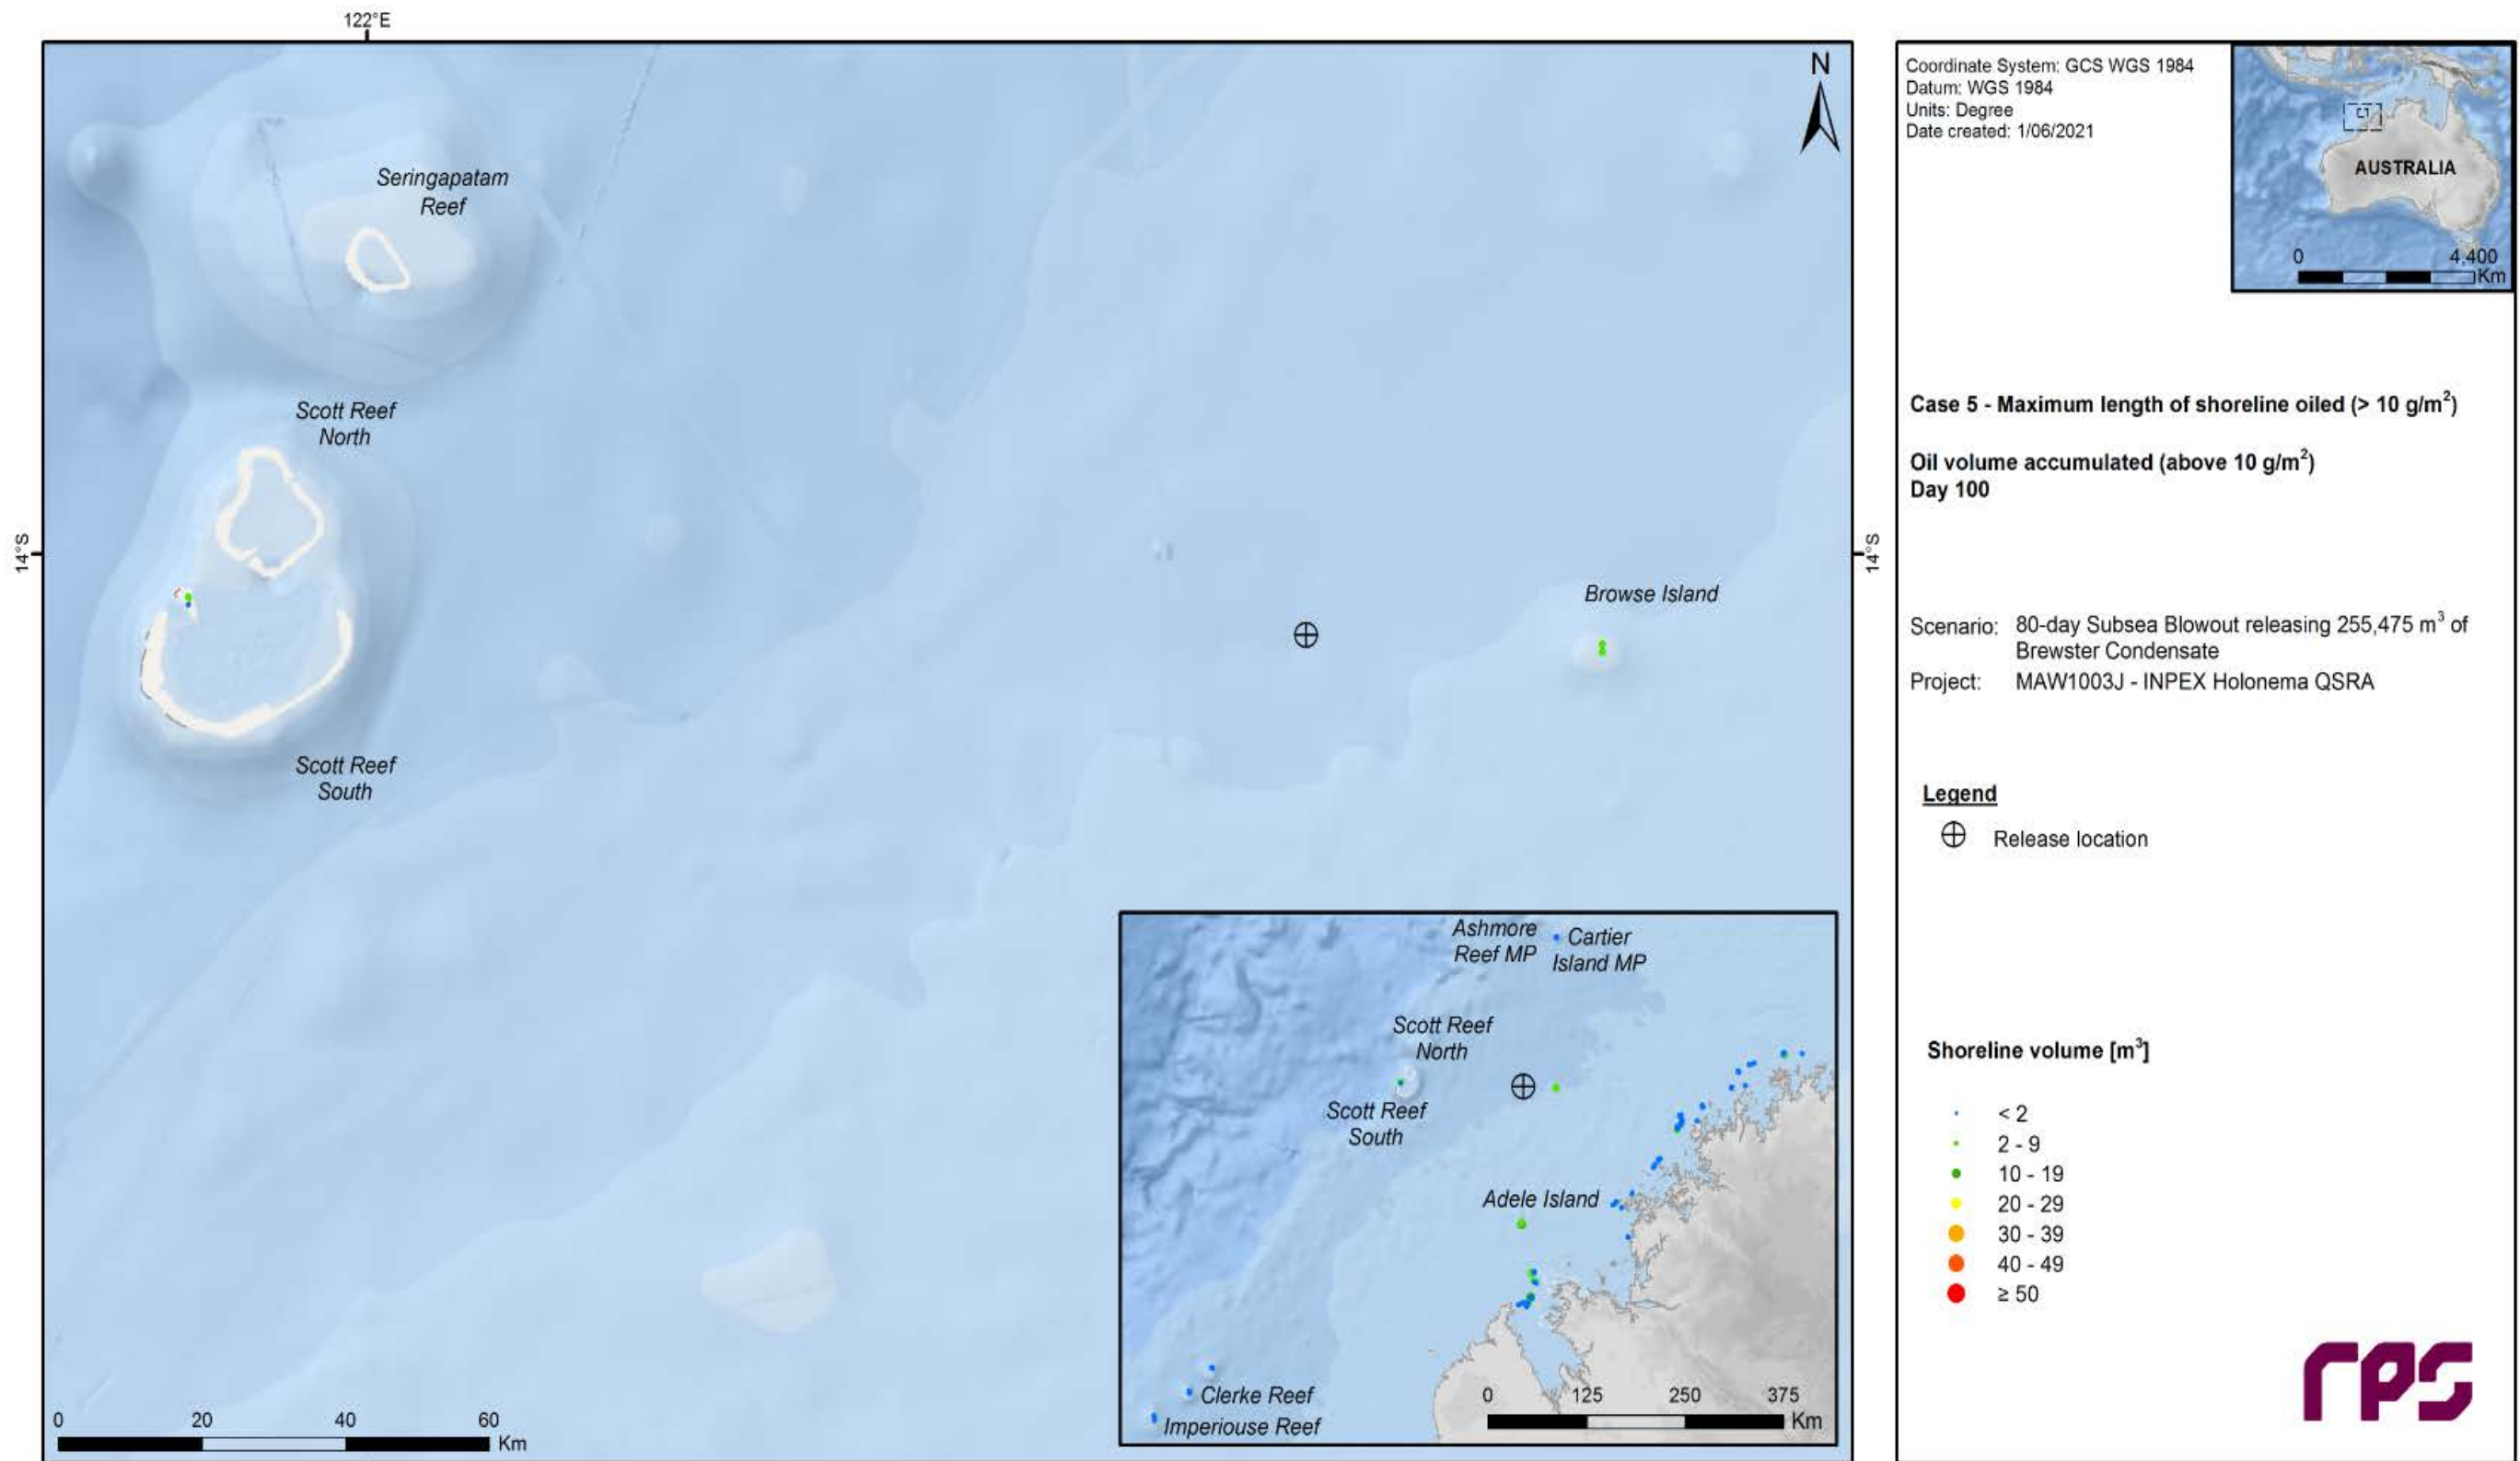 122°E
N
Seringapatam
Reef
Scott Reef
North
14°S
14°S
Browse Island
Scott Reef
South
0 20 40 60 Km
Ashmore
Reef MP
Cartier
Island MP
Scott Reef
North
Scott Reef
South
Adele Island
Clerke Reef
Imperiouse Reef
0 125 250 375 Km
Coordinate System: GCS WGS 1984
Datum: WGS 1984
Units: Degree
Date created: 1/06/2021
AUSTRALIA
0 4,400
Km
Case 5 - Maximum length of shoreline oiled (> 10 g/m²)
Oil volume accumulated (above 10 g/m²)
Day 100
Scenario: 80-day Subsea Blowout releasing 255,475 m³ of
Brewster Condensate
Project: MAW1003J - INPEX Holonema QSRA
Legend
Release location
Shoreline volume [m³]
< 2
2 - 9
10 - 19
20 - 29
30 - 39
40 - 49
≥ 50
rps